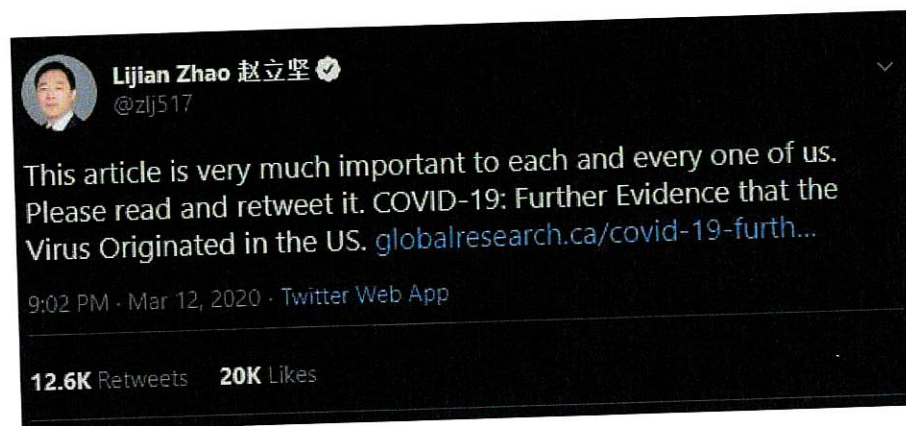 Lijian Zhao 赵立坚
@zlj517
This article is very much important to each and every one of us.
Please read and retweet it. COVID-19: Further Evidence that the
Virus Originated in the US. globalresearch.ca/covid-19-furth...
9:02 PM · Mar 12, 2020 · Twitter Web App
12.6K Retweets 20K Likes